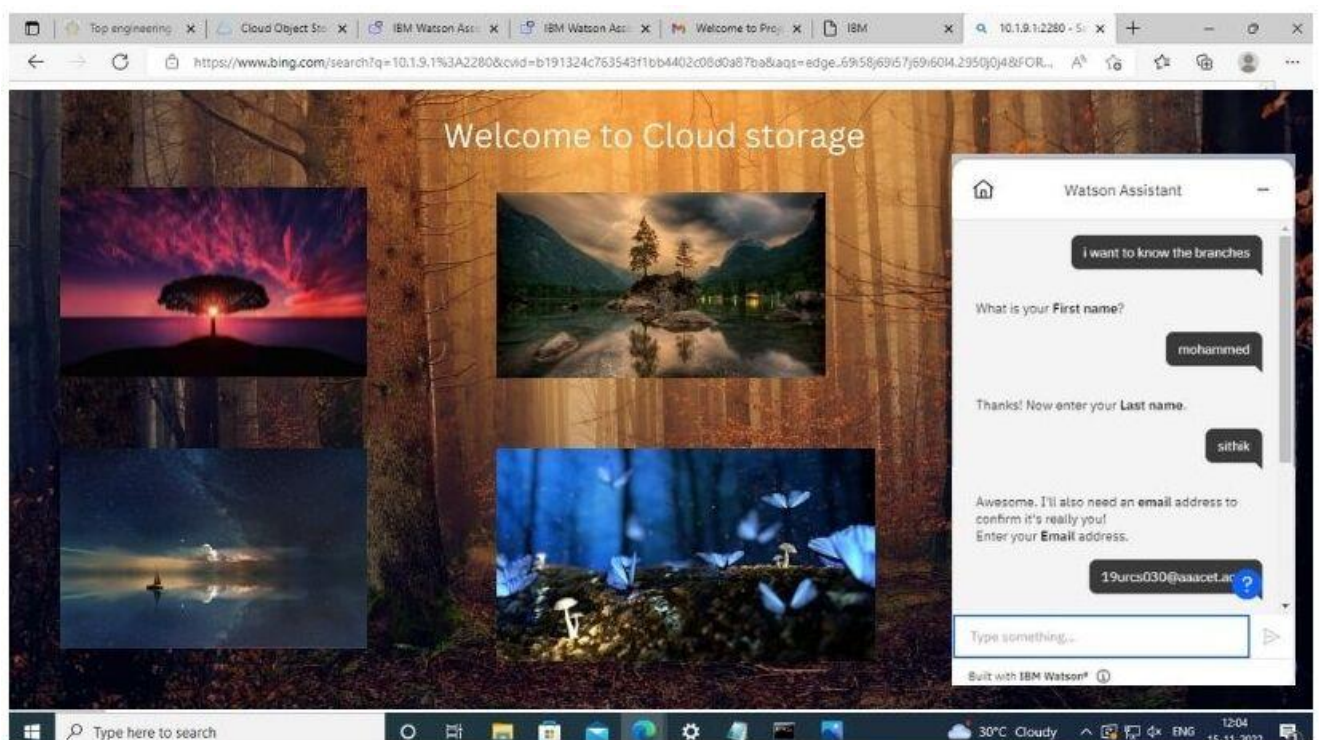 Top engineering
Cloud Object Sto
IBM Watson Ass
IBM Watson Ass
Welcome to Proj
IBM
10.1.9.1:2280 - S
https://www.bing.com/search?q=10.1.9.1%3A2280&cvid=b191324c763543f1bb4402c08d0a87ba&aqs=edge..69i58j69i57j69i60l4.2950j0j4&FOR...
Welcome to Cloud storage
Watson Assistant
i want to know the branches
What is your First name?
mohammed
Thanks! Now enter your Last name.
sithik
Awesome. I'll also need an email address to
confirm it's really you!
Enter your Email address.
19urcs030@aaacet.ac
?
Type something...
Built with IBM Watson®
Type here to search
30°C Cloudy
ENG
12:04
15-11-2022